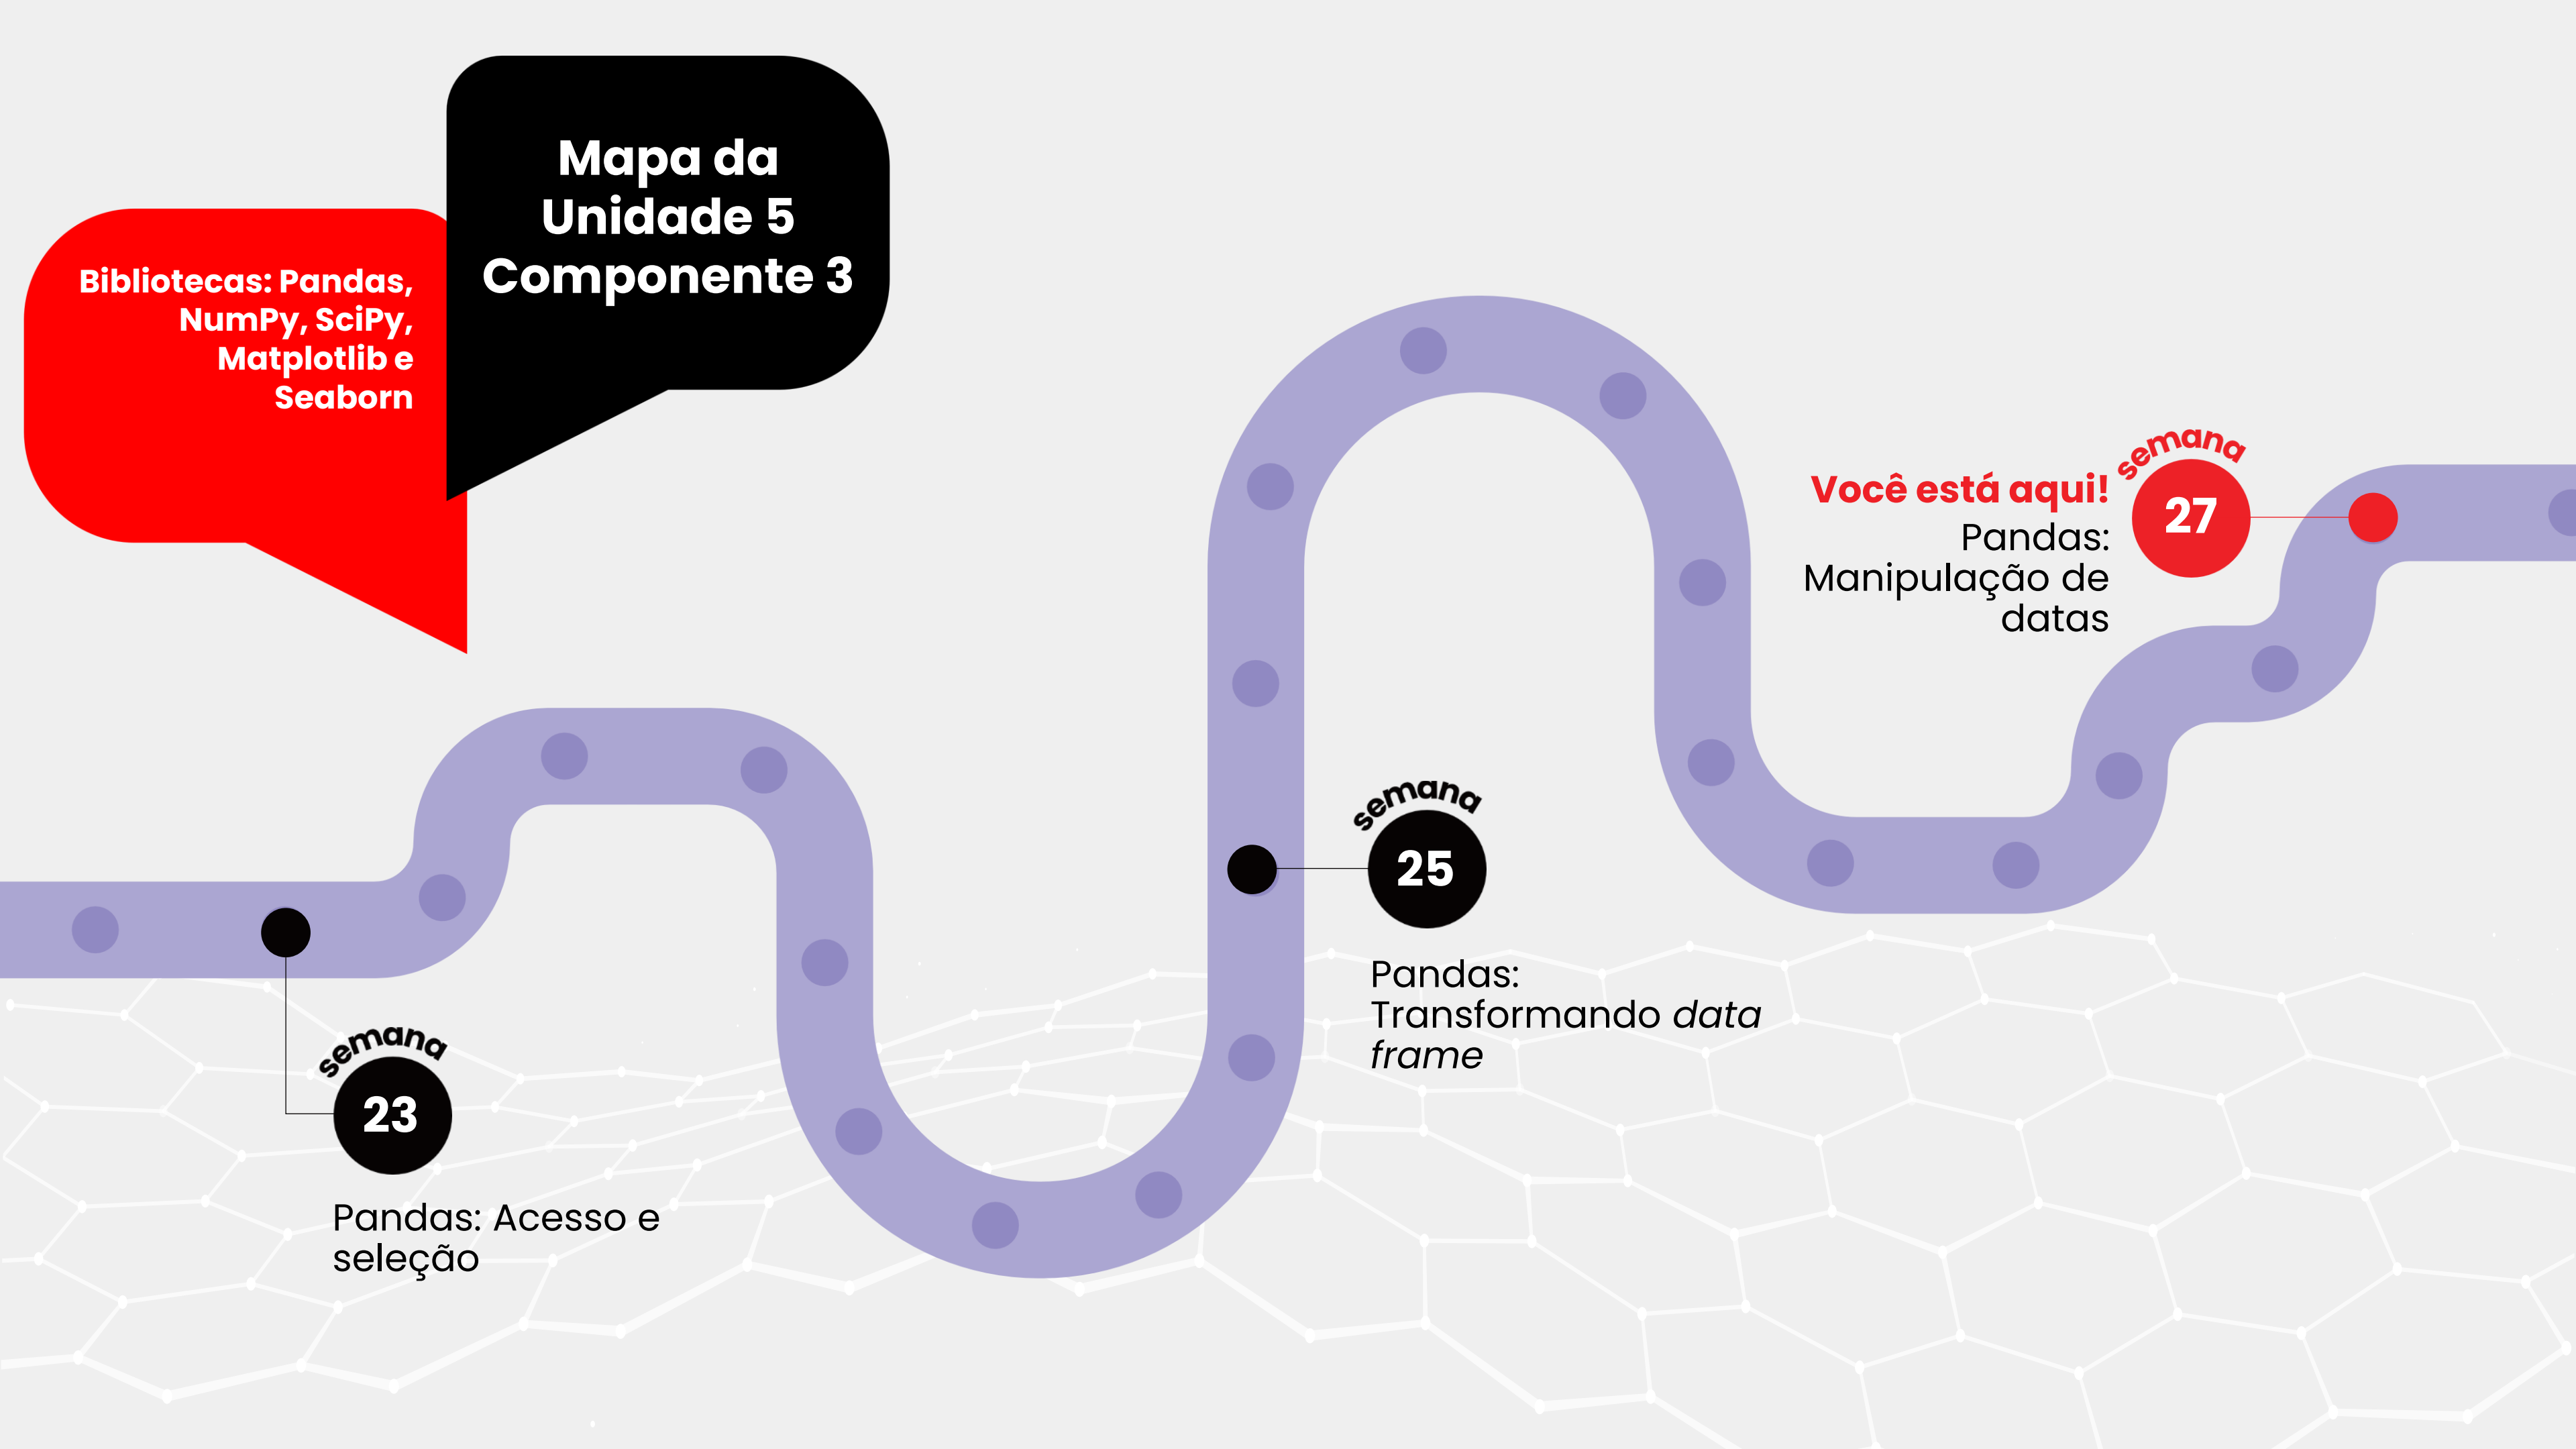 Mapa da
Unidade 5
Componente 3
Bibliotecas: Pandas,
NumPy, SciPy,
Matplotlib e
Seaborn
semana
23
Pandas: Acesso e
seleção
semana
25
Pandas:
Transformando data
frame
semana
27
Você está aqui!
Pandas:
Manipulação de
datas